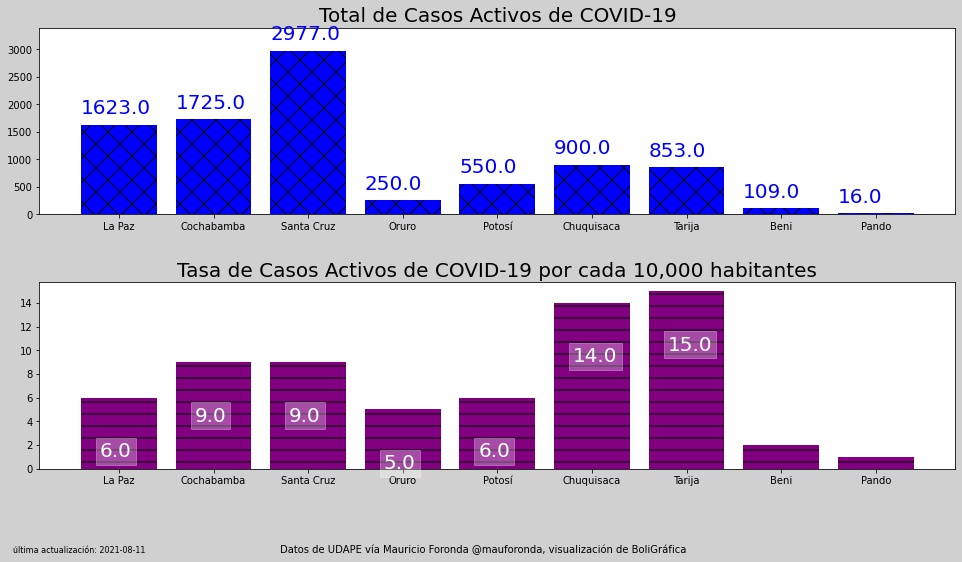 Total de Casos Activos de COVID-19
3000
2500
2000
1500
1000
500
0
1623.0
1725.0
2977.0
250.0
550.0
900.0
853.0
109.0
16.0
La Paz
Cochabamba
Santa Cruz
Oruro
Potosí
Chuquisaca
Tarija
Beni
Pando
Tasa de Casos Activos de COVID-19 por cada 10,000 habitantes
14
12
10
8
6
4
2
0
6.0
9.0
9.0
5.0
6.0
14.0
15.0
La Paz
Cochabamba
Santa Cruz
Oruro
Potosí
Chuquisaca
Tarija
Beni
Pando
última actualización: 2021-08-11
Datos de UDAPE vía Mauricio Foronda @mauforonda, visualización de BoliGráfica